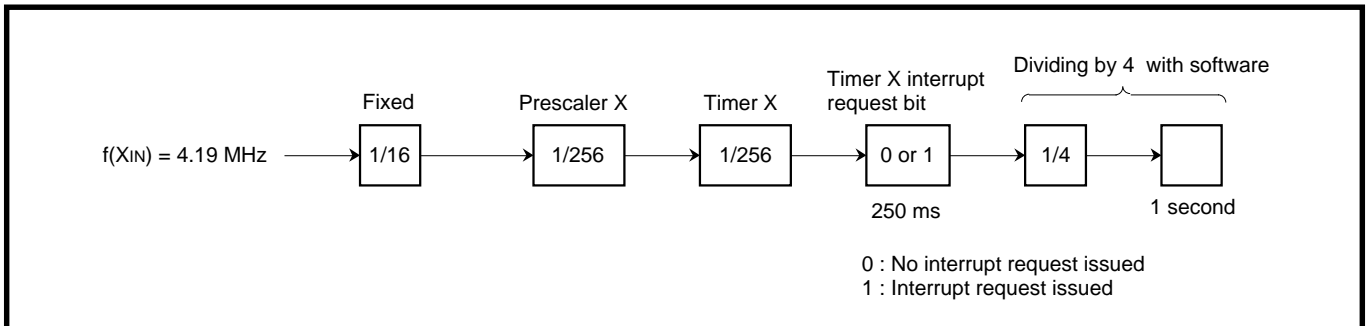 Dividing by 4 with software
Timer X interrupt
request bit
Fixed
Prescaler X
Timer X
f(XIN) = 4.19 MHz
1/16
1/256
1/256
0 or 1
1/4
250 ms
1 second
0 : No interrupt request issued
1 : Interrupt request issued